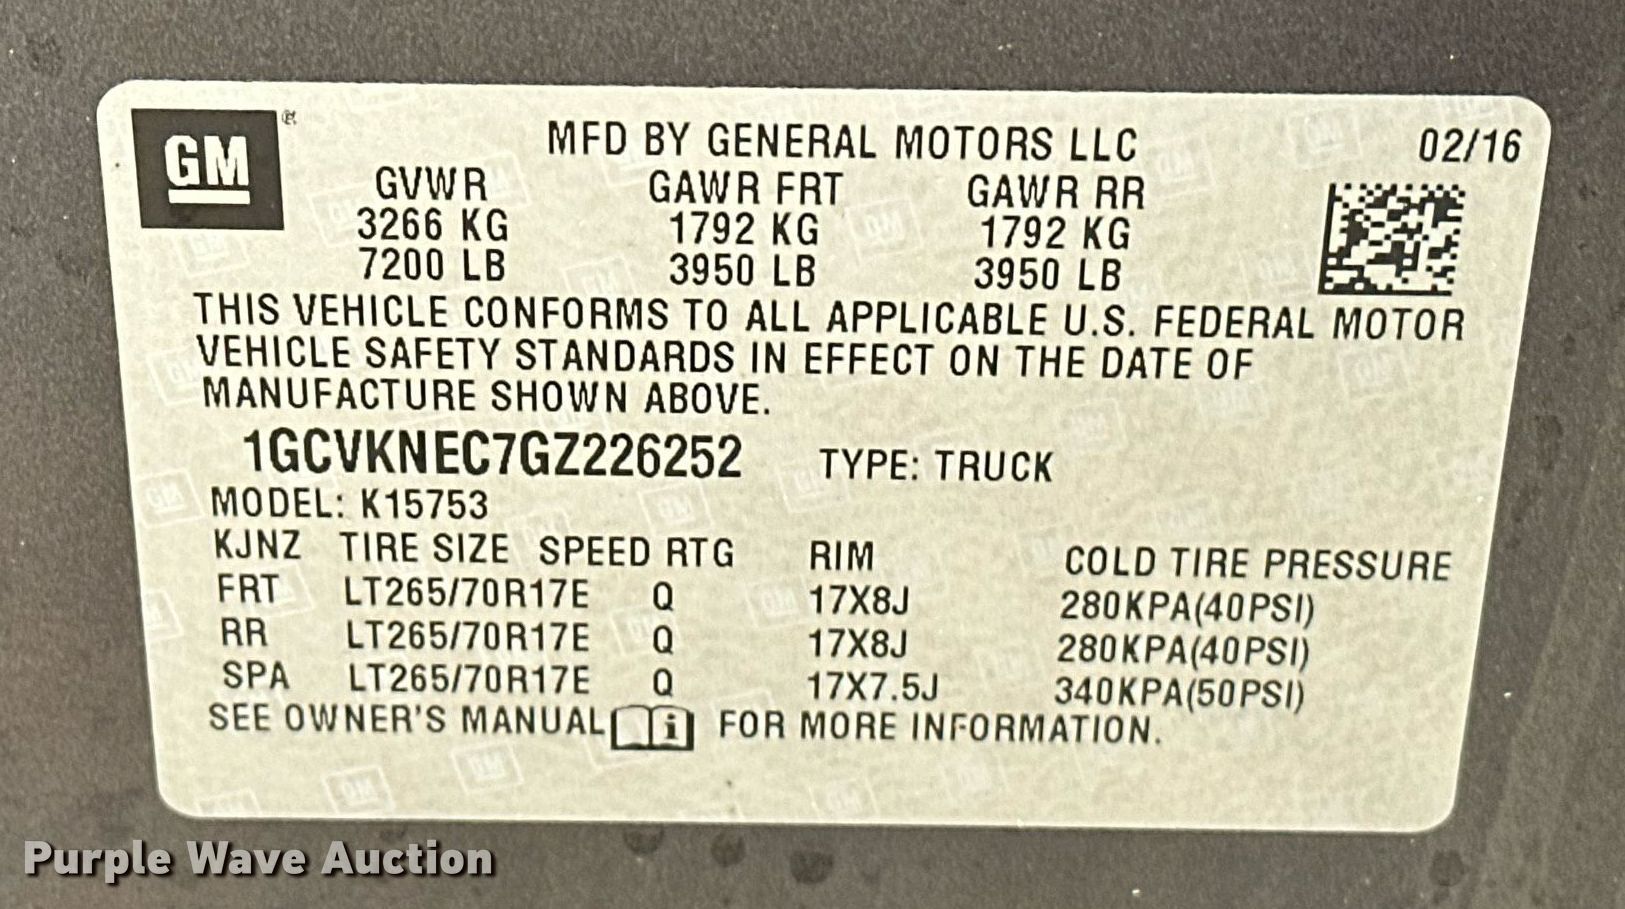 GM ®
MFD BY GENERAL MOTORS LLC 02/16
GVWR GAWR FRT GAWR RR
3266 KG 1792 KG 1792 KG
7200 LB 3950 LB 3950 LB
THIS VEHICLE CONFORMS TO ALL APPLICABLE U.S. FEDERAL MOTOR
VEHICLE SAFETY STANDARDS IN EFFECT ON THE DATE OF
MANUFACTURE SHOWN ABOVE.
1GCVKNEC7GZ226252 TYPE: TRUCK
MODEL: K15753
KJNZ TIRE SIZE SPEED RTG RIM COLD TIRE PRESSURE
FRT LT265/70R17E Q 17X8J 280KPA(40PSI)
RR LT265/70R17E Q 17X8J 280KPA(40PSI)
SPA LT265/70R17E Q 17X7.5J 340KPA(50PSI)
SEE OWNER'S MANUAL i FOR MORE INFORMATION.
Purple Wave Auction